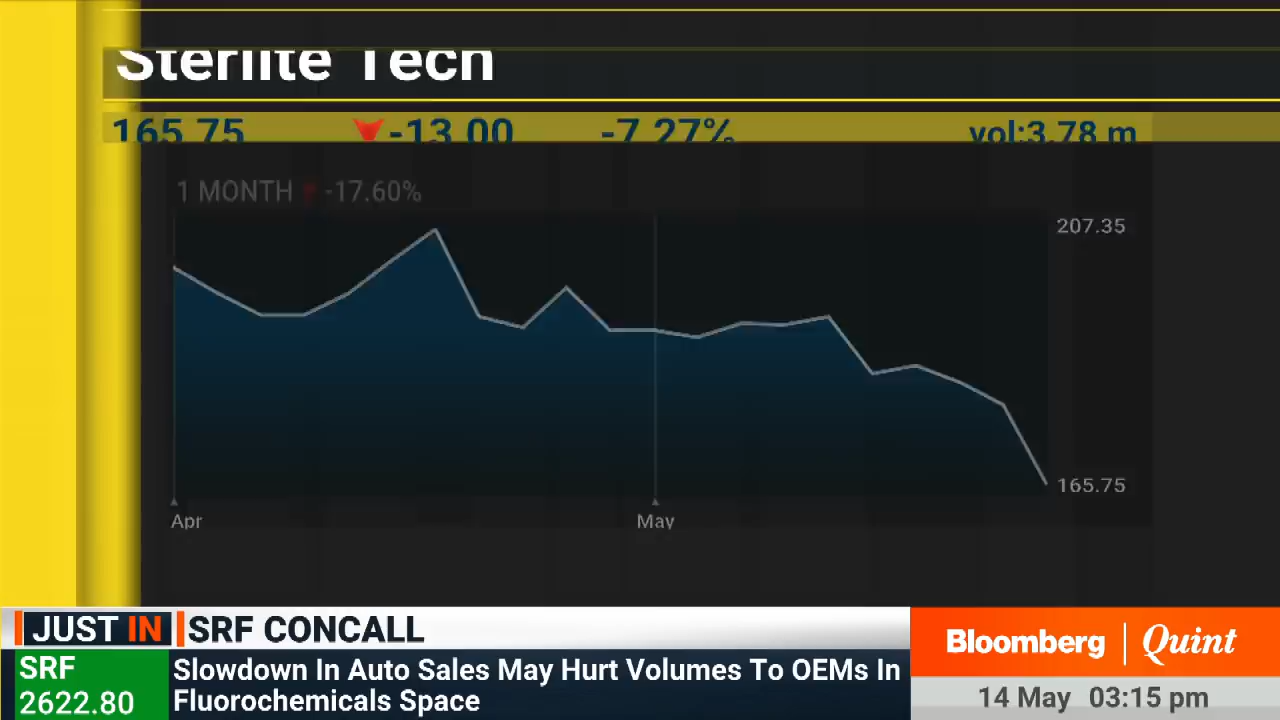 Sterlite Tech
165.75 -13.00 -7.27% vol:3.78 m
1 MONTH -17.60%
207.35
165.75
Apr May
JUST IN SRF CONCALL
SRF
2622.80
Slowdown In Auto Sales May Hurt Volumes To OEMs In
Fluorochemicals Space
Bloomberg | Quint
14 May 03:15 pm